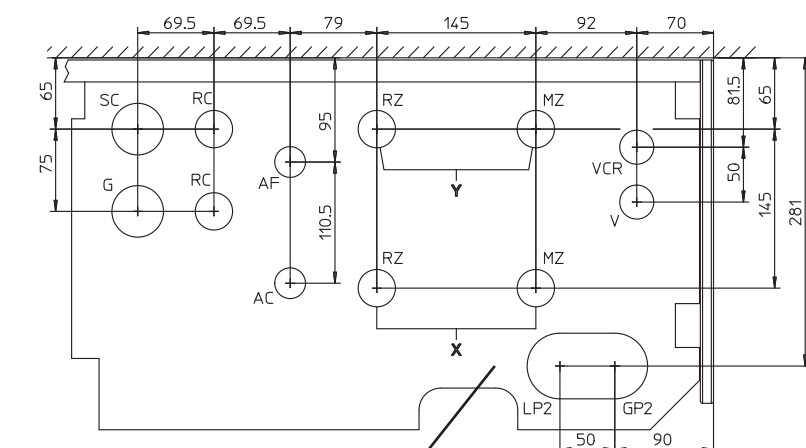 69.5 69.5 79 145 92 70
65 SC RC 95 RZ MZ 81.5 65
75 G RC AF Y VCR 50 145 281
V
110.5
AC RZ MZ
X
LP2 GP2
50 90